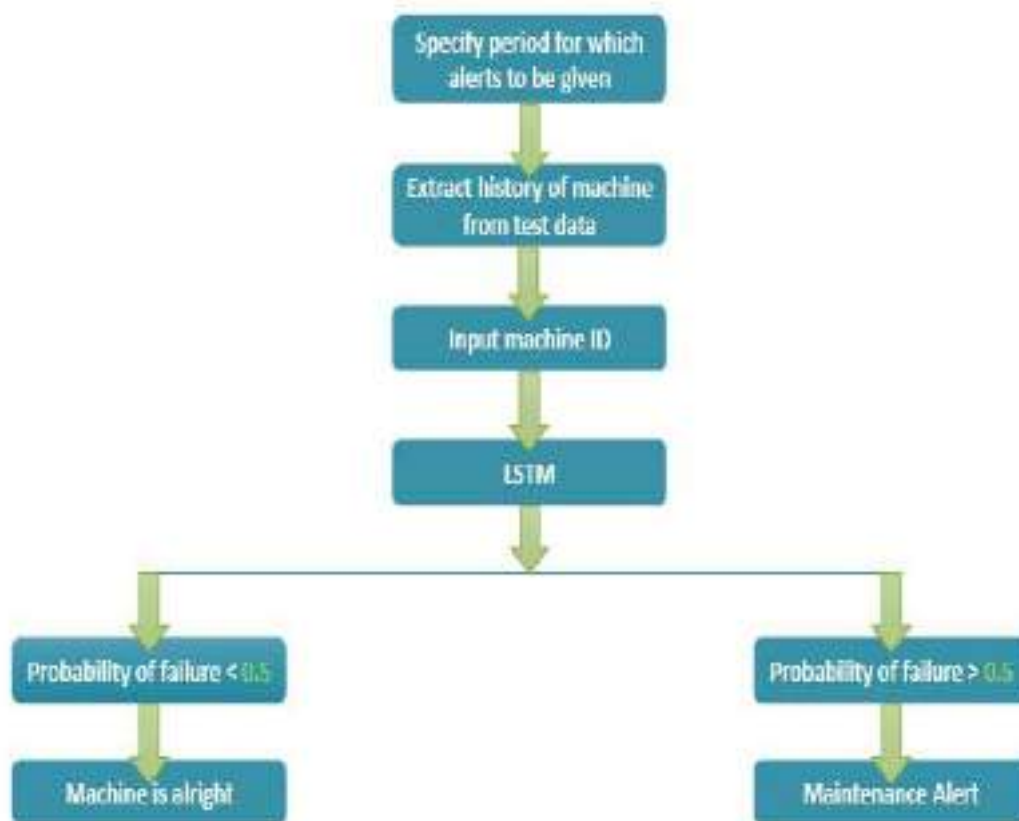 Specify period for which
alerts to be given
Extract history of machine
from test data
Input machine ID
LSTM
Probability of failure < 0.5
Probability of failure > 0.5
Machine is alright
Maintenance Alert